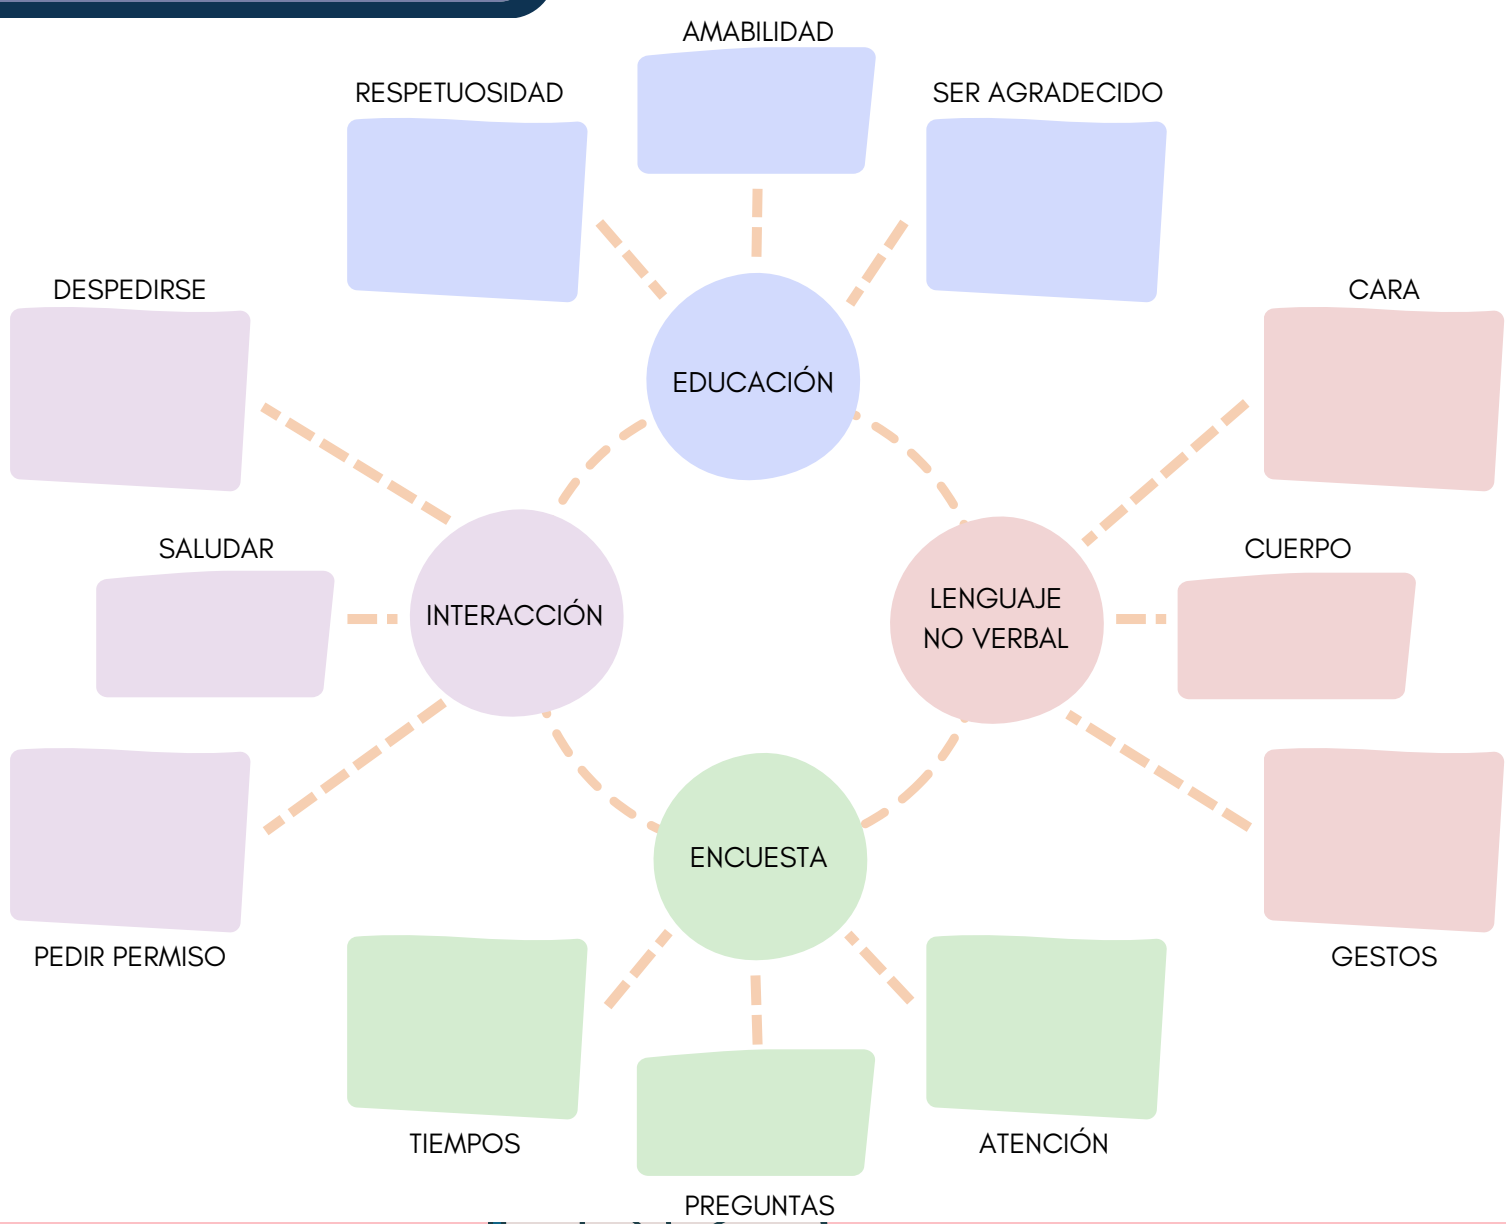 AMABILIDAD
RESPETUOSIDAD
SER AGRADECIDO
DESPEDIRSE
CARA
EDUCACIÓN
SALUDAR
CUERPO
INTERACCIÓN
LENGUAJE
NO VERBAL
ENCUESTA
PEDIR PERMISO
GESTOS
TIEMPOS
ATENCIÓN
PREGUNTAS